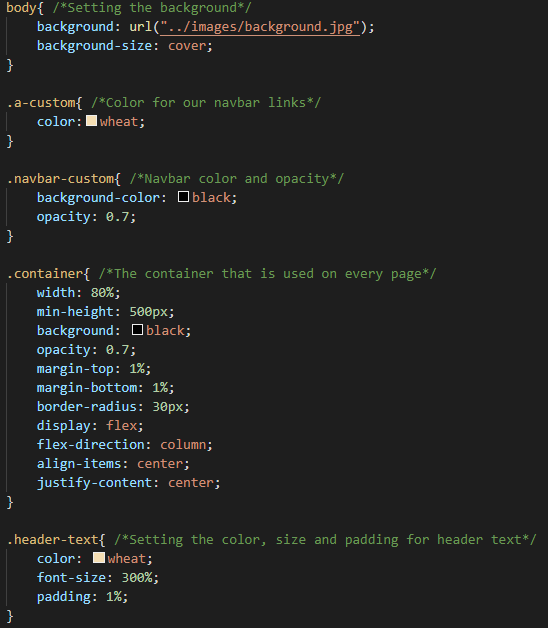 body{ /*Setting the background*/
    background: url("../images/background.jpg");
    background-size: cover;
}

.a-custom{ /*Color for our navbar links*/
    color: wheat;
}

.navbar-custom{ /*Navbar color and opacity*/
    background-color: black;
    opacity: 0.7;
}

.container{ /*The container that is used on every page*/
    width: 80%;
    min-height: 500px;
    background: black;
    opacity: 0.7;
    margin-top: 1%;
    margin-bottom: 1%;
    border-radius: 30px;
    display: flex;
    flex-direction: column;
    align-items: center;
    justify-content: center;
}

.header-text{ /*Setting the color, size and padding for header text*/
    color: wheat;
    font-size: 300%;
    padding: 1%;
}